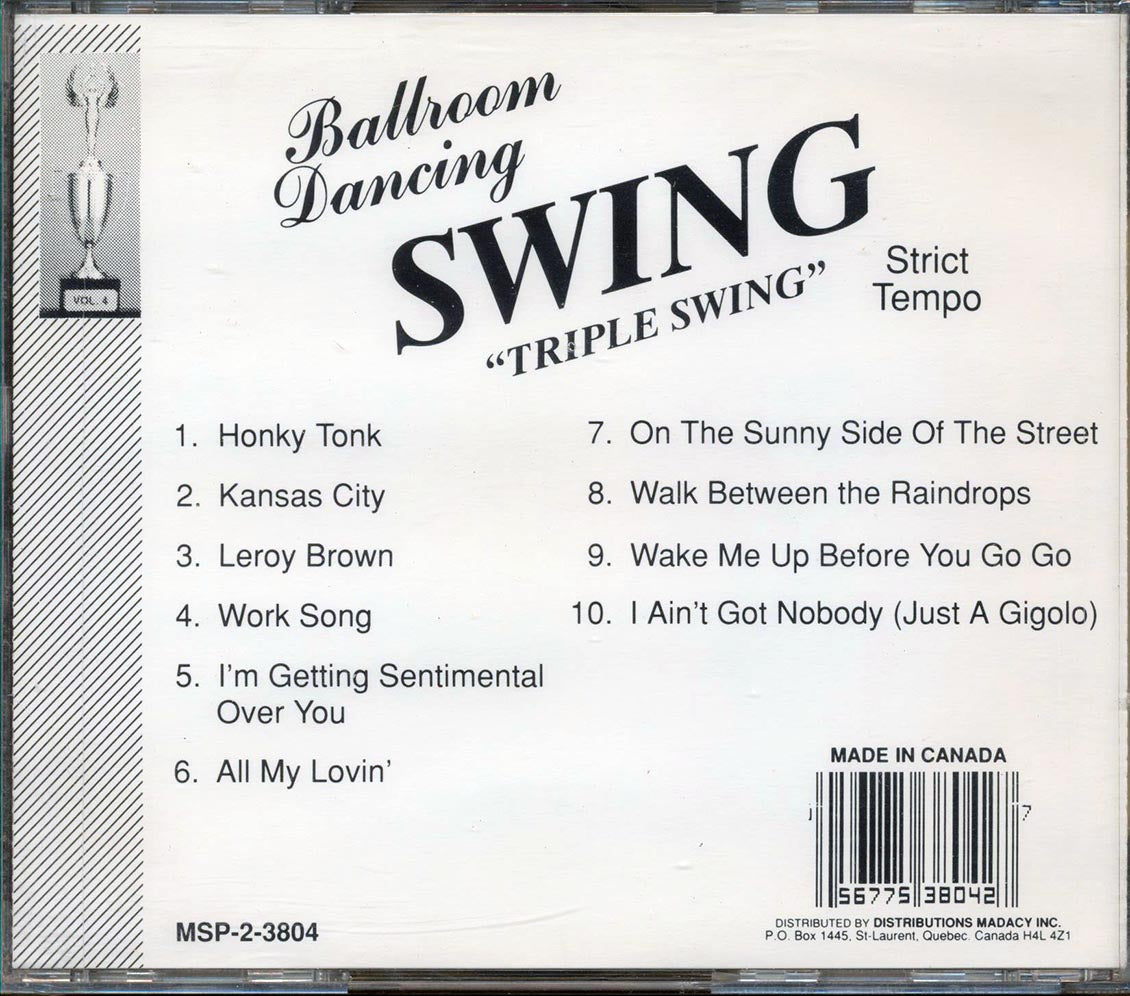 VOL. 4
Ballroom
Dancing
SWING
“TRIPLE SWING”
Strict
Tempo
1. Honky Tonk
2. Kansas City
3. Leroy Brown
4. Work Song
5. I'm Getting Sentimental
Over You
6. All My Lovin'
7. On The Sunny Side Of The Street
8. Walk Between the Raindrops
9. Wake Me Up Before You Go Go
10. I Ain't Got Nobody (Just A Gigolo)
MADE IN CANADA
7
56775 38042
MSP-2-3804
DISTRIBUTED BY DISTRIBUTIONS MADACY INC.
P.O. Box 1445, St-Laurent, Quebec. Canada H4L 4Z1